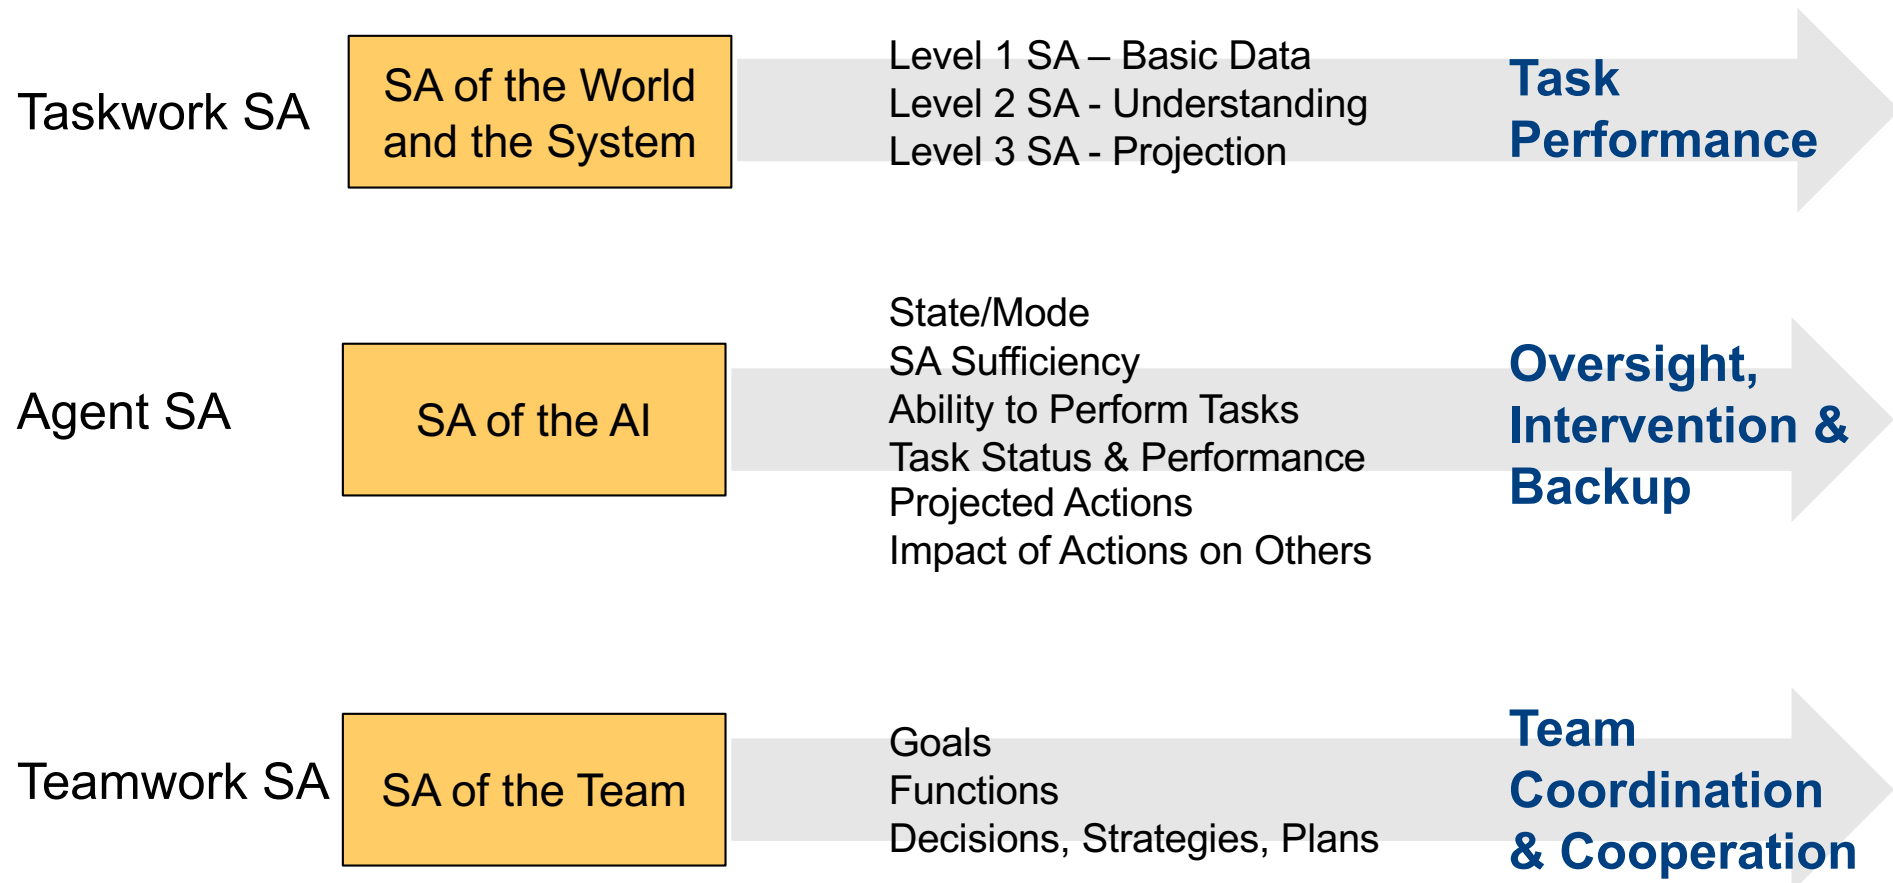 Taskwork SA
SA of the World
and the System
Level 1 SA – Basic Data
Level 2 SA - Understanding
Level 3 SA - Projection
Task
Performance
Agent SA
SA of the AI
State/Mode
SA Sufficiency
Ability to Perform Tasks
Task Status & Performance
Projected Actions
Impact of Actions on Others
Oversight,
Intervention &
Backup
Teamwork SA
SA of the Team
Goals
Functions
Decisions, Strategies, Plans
Team
Coordination
& Cooperation